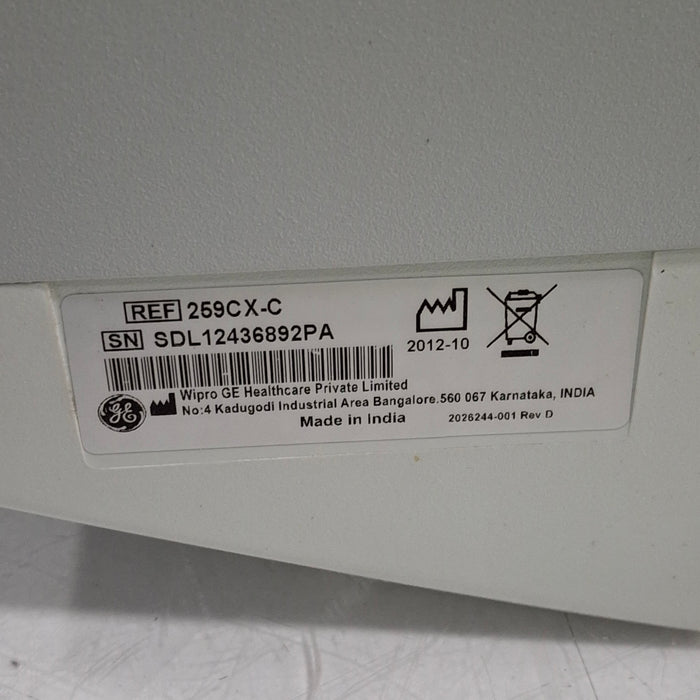 REF 259CX-C
SN SDL12436892PA
2012-10
Wipro GE Healthcare Private Limited
No:4 Kadugodi Industrial Area Bangalore.560 067 Karnataka, INDIA
GE
Made in India
2026244-001 Rev D